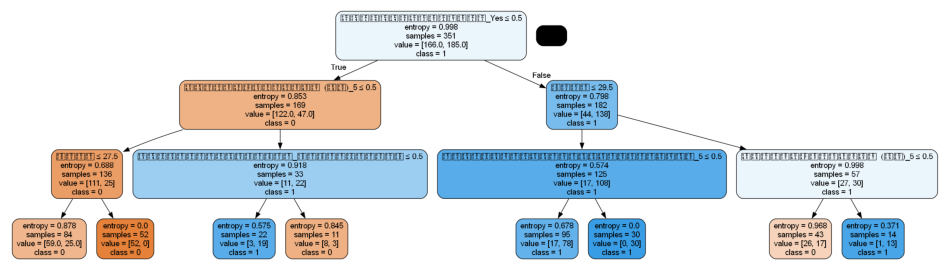 _Yes ≤ 0.5
entropy = 0.998
samples = 351
value = [166.0, 185.0]
class = 1
True
False
_5 ≤ 0.5
entropy = 0.853
samples = 169
value = [122.0, 47.0]
class = 0
≤ 29.5
entropy = 0.798
samples = 182
value = [44, 138]
class = 1
≤ 27.5
entropy = 0.688
samples = 136
value = [111, 25]
class = 0
≤ 0.5
entropy = 0.918
samples = 33
value = [11, 22]
class = 1
_5 ≤ 0.5
entropy = 0.574
samples = 125
value = [17, 108]
class = 1
_5 ≤ 0.5
entropy = 0.998
samples = 57
value = [27, 30]
class = 1
entropy = 0.878
samples = 84
value = [59.0, 25.0]
class = 0
entropy = 0.0
samples = 52
value = [52, 0]
class = 0
entropy = 0.575
samples = 22
value = [3, 19]
class = 1
entropy = 0.845
samples = 11
value = [8, 3]
class = 0
entropy = 0.678
samples = 95
value = [17, 78]
class = 1
entropy = 0.0
samples = 30
value = [0, 30]
class = 1
entropy = 0.968
samples = 43
value = [26, 17]
class = 0
entropy = 0.371
samples = 14
value = [1, 13]
class = 1